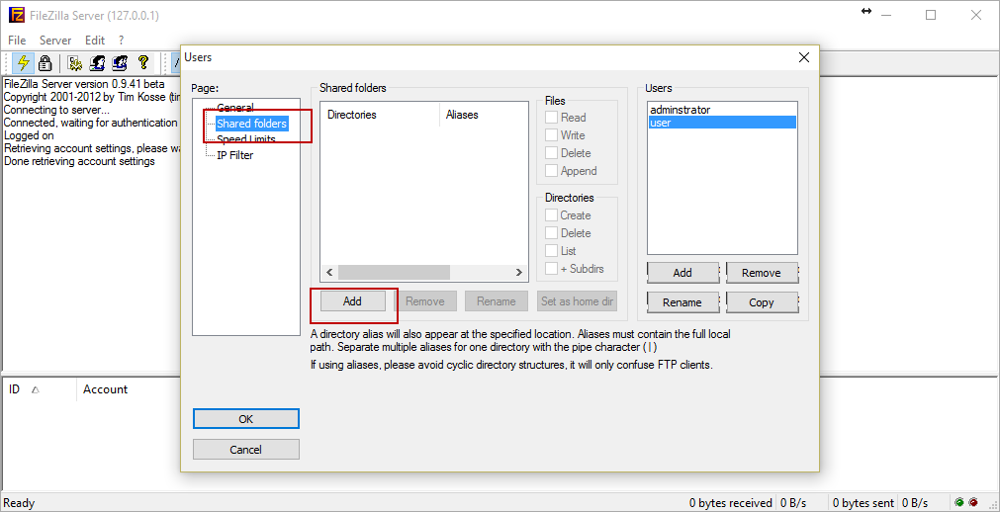 FileZilla Server (127.0.0.1)
File Server Edit ?
FileZilla Server version 0.9.41 beta
Copyright 2001-2012 by Tim Kosse (tim
Connecting to server...
Connected, waiting for authentication
Logged on
Retrieving account settings, please wa
Done retrieving account settings
Users
Page:
General
Shared folders
Speed Limits
IP Filter
Shared folders
Directories Aliases
Files
Read
Write
Delete
Append
Directories
Create
Delete
List
+ Subdirs
Add Remove Rename Set as home dir
Users
adminstrator
user
Add Remove
Rename Copy
A directory alias will also appear at the specified location. Aliases must contain the full local
path. Separate multiple aliases for one directory with the pipe character ( | )
If using aliases, please avoid cyclic directory structures, it will only confuse FTP clients.
OK
Cancel
ID Account
Ready 0 bytes received 0 B/s 0 bytes sent 0 B/s